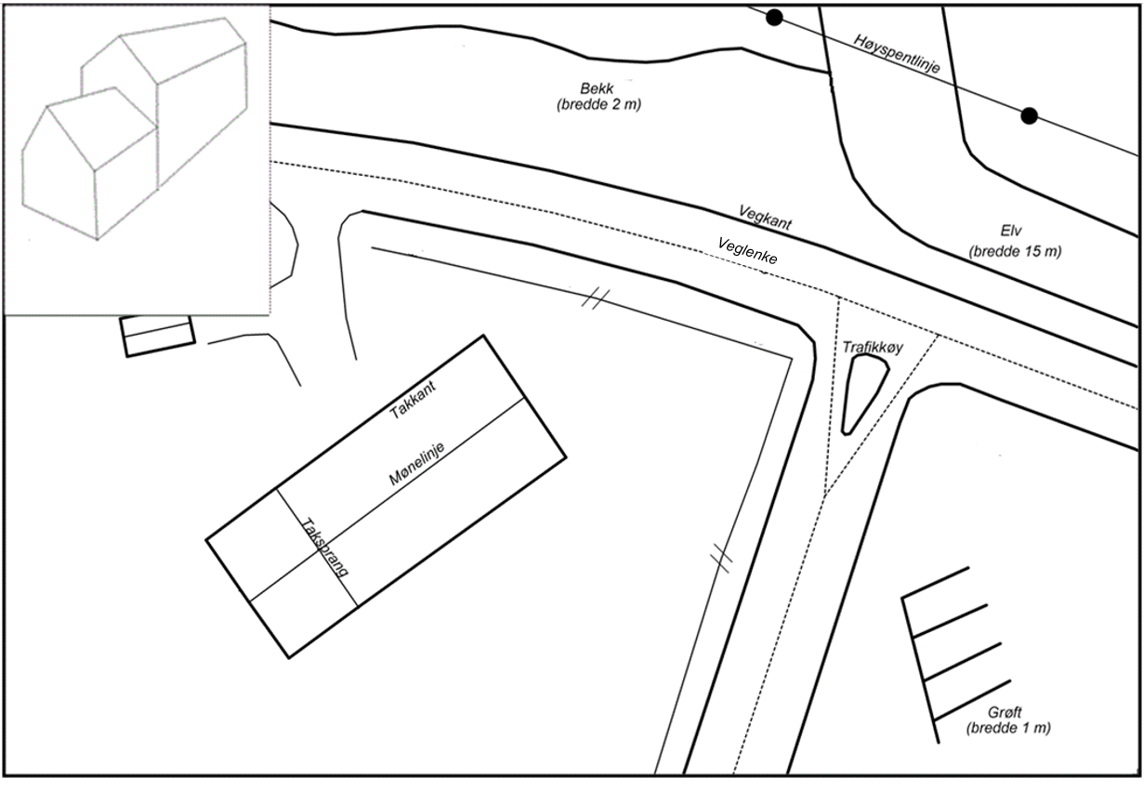 Høyspentlinje
Bekk
(bredde 2 m)
Vegkant
Veglenke
Elv
(bredde 15 m)
Trafikkøy
Takkant
Mønelinje
Taksprang
Grøft
(bredde 1 m)